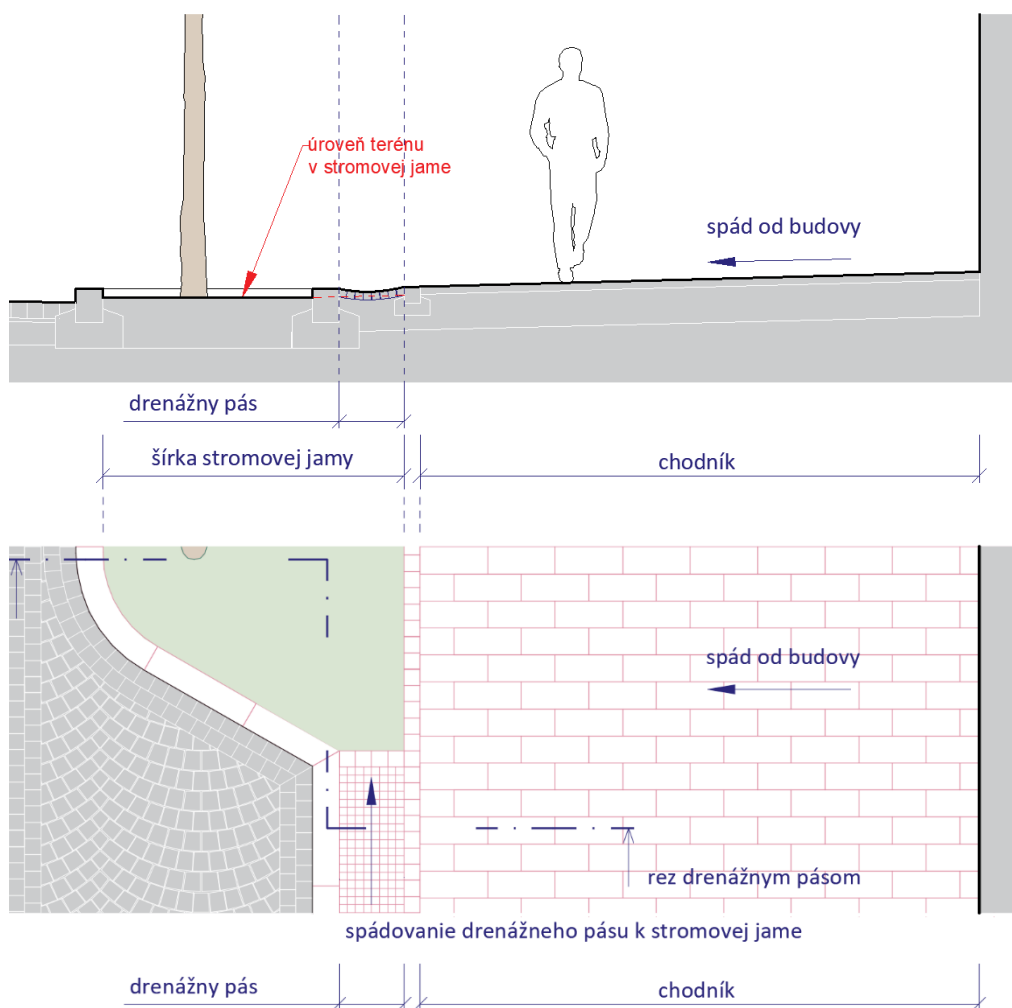 úroveň terénu
v stromovej jame
spád od budovy
drenážny pás
šírka stromovej jamy
chodník
spád od budovy
rez drenážnym pásom
spádovanie drenážneho pásu k stromovej jame
drenážny pás
chodník